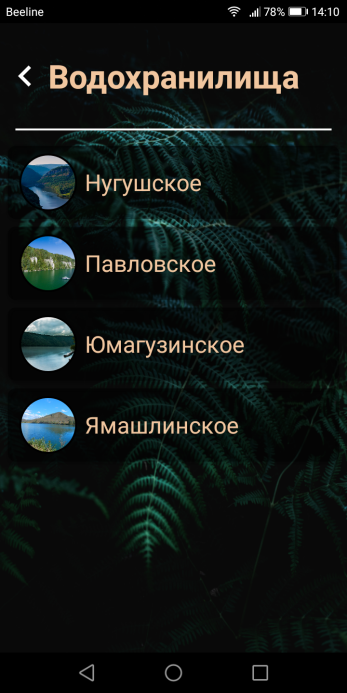 Beeline 78% 14:10
Водохранилища
Нугушское
Павловское
Юмагузинское
Ямашлинское